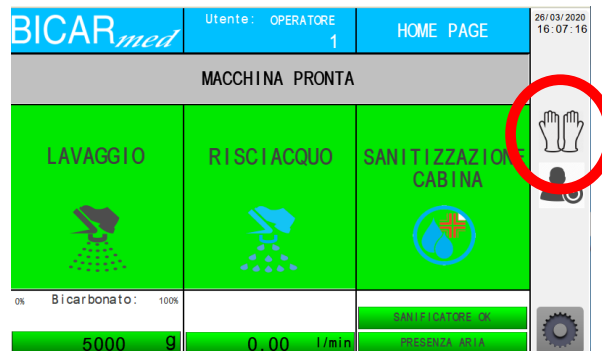 BICARmed
Utente: OPERATORE
1
HOME PAGE
26/03/2020
16:07:16
MACCHINA PRONTA
LAVAGGIO
RISCIACQUO
SANITIZZAZIONE
CABINA
0% Bicarbonato: 100%
5000 g
0.00 l/min
SANIFICATORE OK
PRESENZA ARIA